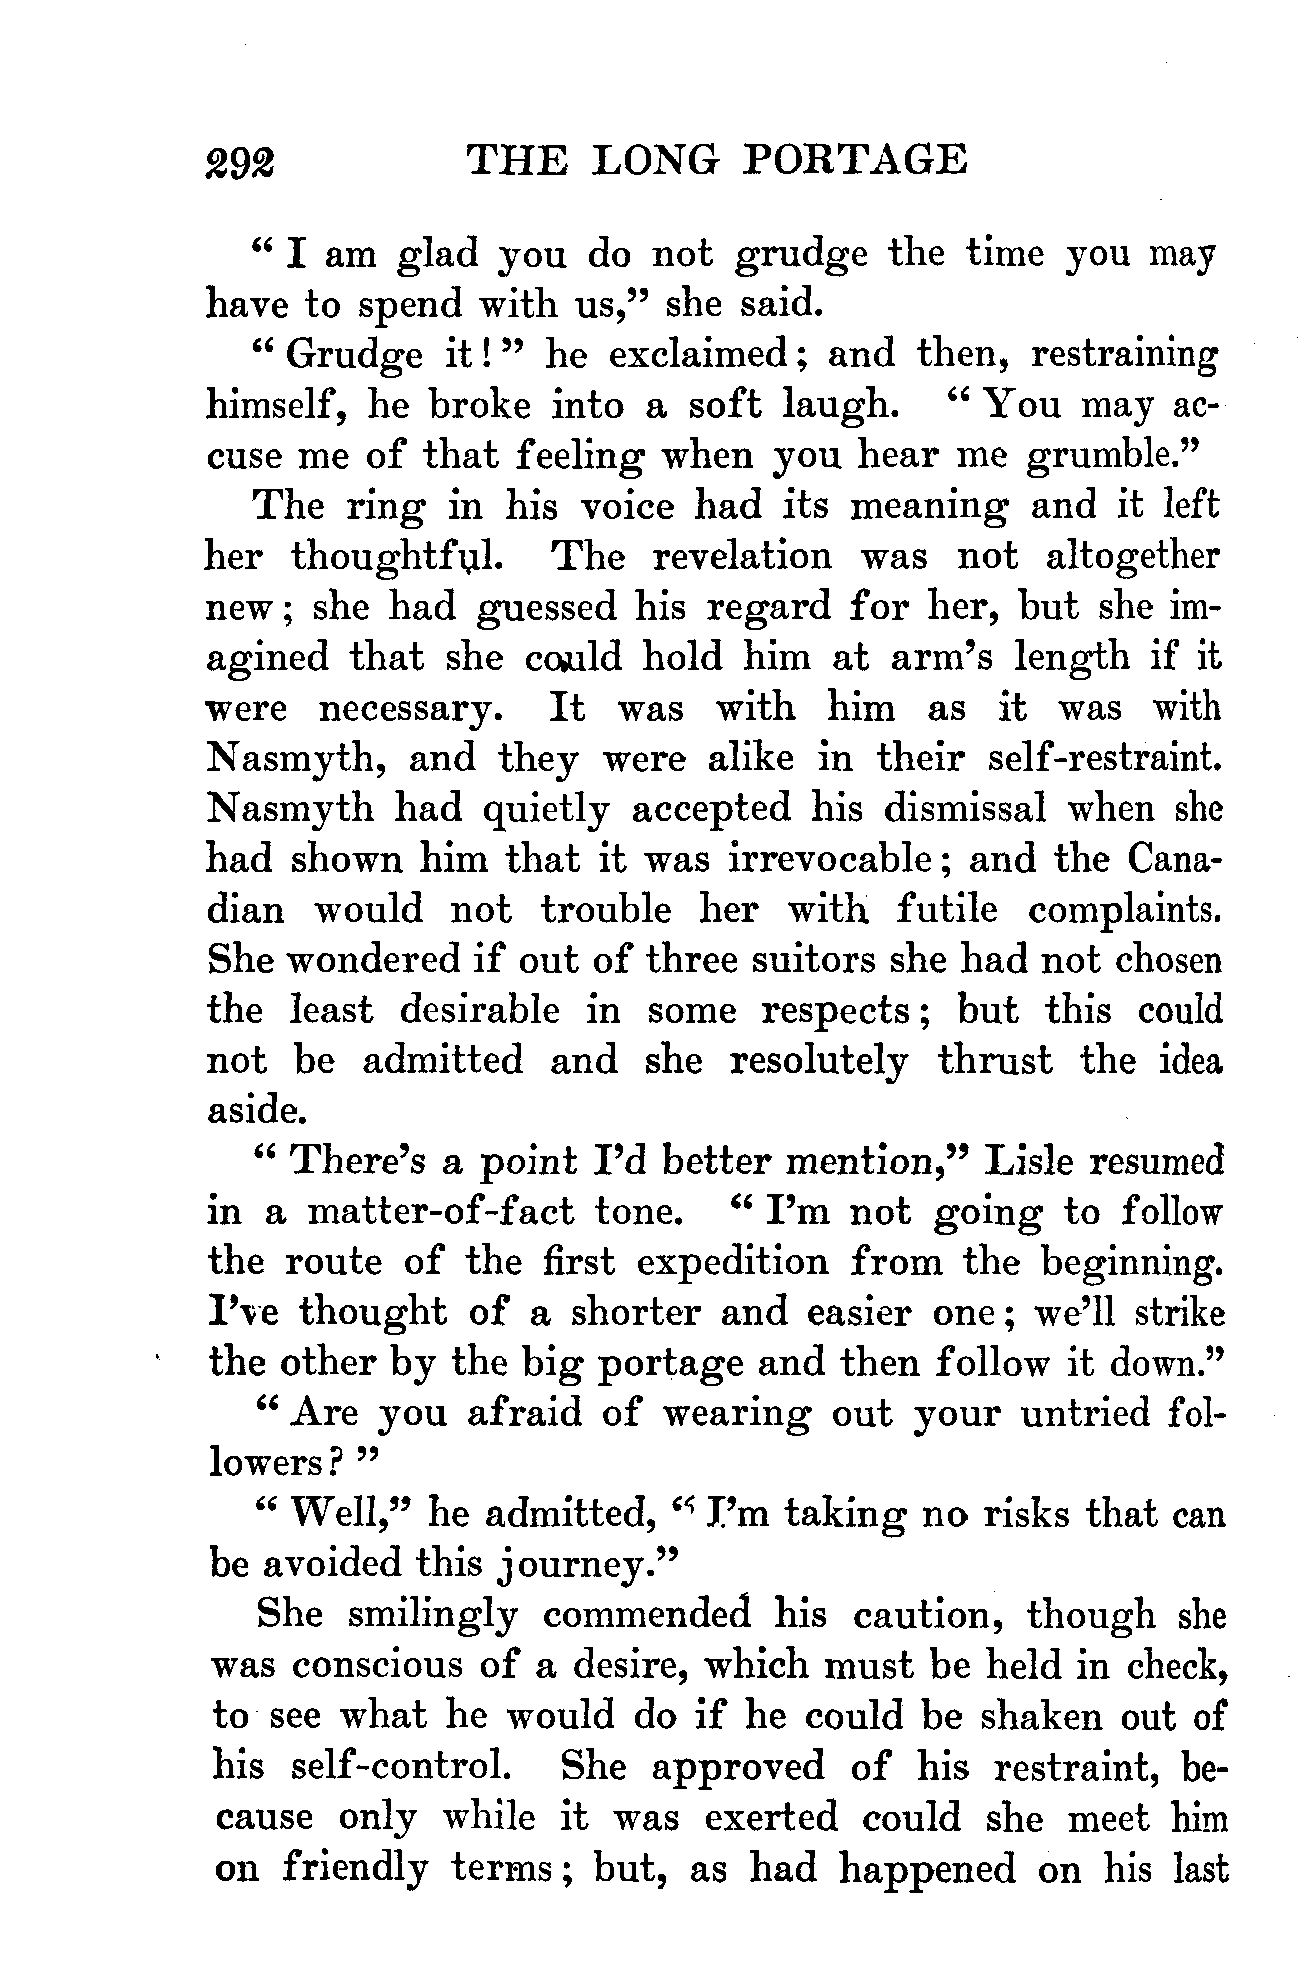 292 THE LONG PORTAGE
" I am glad you do not grudge the time you may
have to spend with us," she said.
" Grudge it! " he exclaimed; and then, restraining
himself, he broke into a soft laugh. " You may ac-
cuse me of that feeling when you hear me grumble."
The ring in his voice had its meaning and it left
her thoughtful. The revelation was not altogether
new; she had guessed his regard for her, but she im-
agined that she could hold him at arm's length if it
were necessary. It was with him as it was with
Nasmyth, and they were alike in their self-restraint.
Nasmyth had quietly accepted his dismissal when she
had shown him that it was irrevocable; and the Cana-
dian would not trouble her with futile complaints.
She wondered if out of three suitors she had not chosen
the least desirable in some respects; but this could
not be admitted and she resolutely thrust the idea
aside.
" There's a point I'd better mention," Lisle resumed
in a matter-of-fact tone. " I'm not going to follow
the route of the first expedition from the beginning.
I've thought of a shorter and easier one; we'll strike
the other by the big portage and then follow it down."
" Are you afraid of wearing out your untried fol-
lowers? "
" Well," he admitted, " I'm taking no risks that can
be avoided this journey."
She smilingly commended his caution, though she
was conscious of a desire, which must be held in check,
to see what he would do if he could be shaken out of
his self-control. She approved of his restraint, be-
cause only while it was exerted could she meet him
on friendly terms; but, as had happened on his last